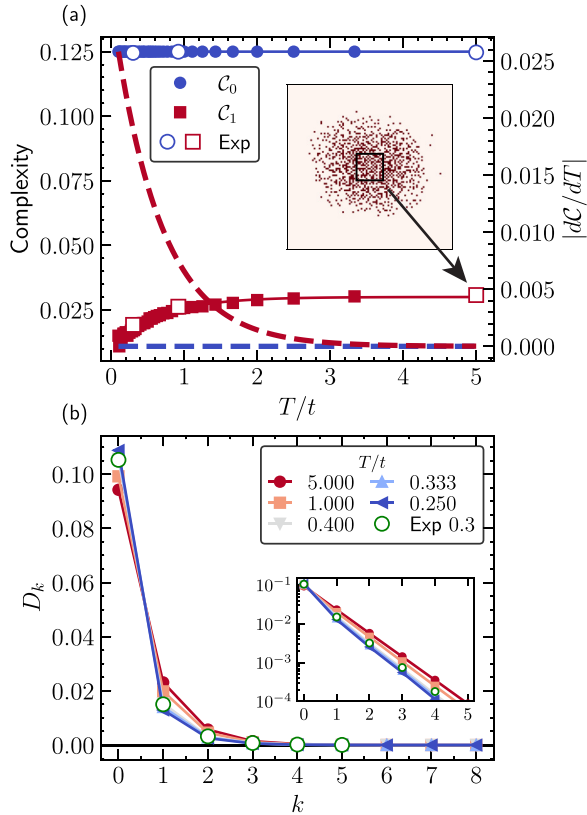 (a)
0.125
0.100
0.075
0.050
0.025
Complexity
C₀
C₁
Exp
0.025
0.020
0.015
0.010
0.005
0.000
|dC/dT|
0 1 2 3 4 5
T/t
(b)
0.10
0.08
0.06
0.04
0.02
0.00
Dₖ
T/t
5.000 0.333
1.000 0.250
0.400 Exp 0.3
10⁻¹
10⁻²
10⁻³
10⁻⁴
0 1 2 3 4 5
0 1 2 3 4 5 6 7 8
k